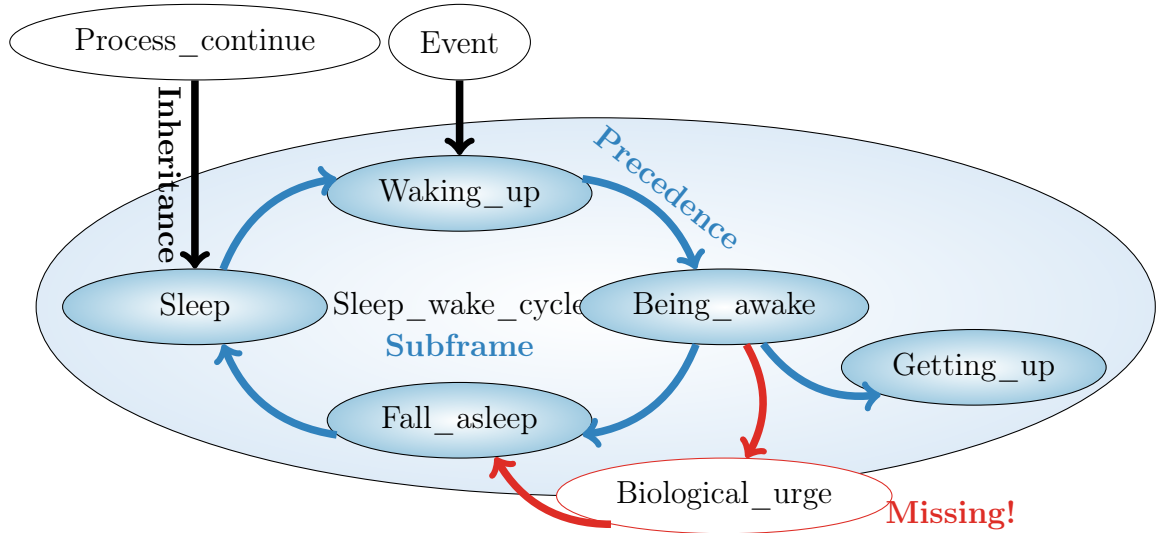 Process_continue
Event
Inheritance
Precedence
Waking_up
Sleep
Sleep_wake_cycle
Being_awake
Subframe
Getting_up
Fall_asleep
Biological_urge
Missing!